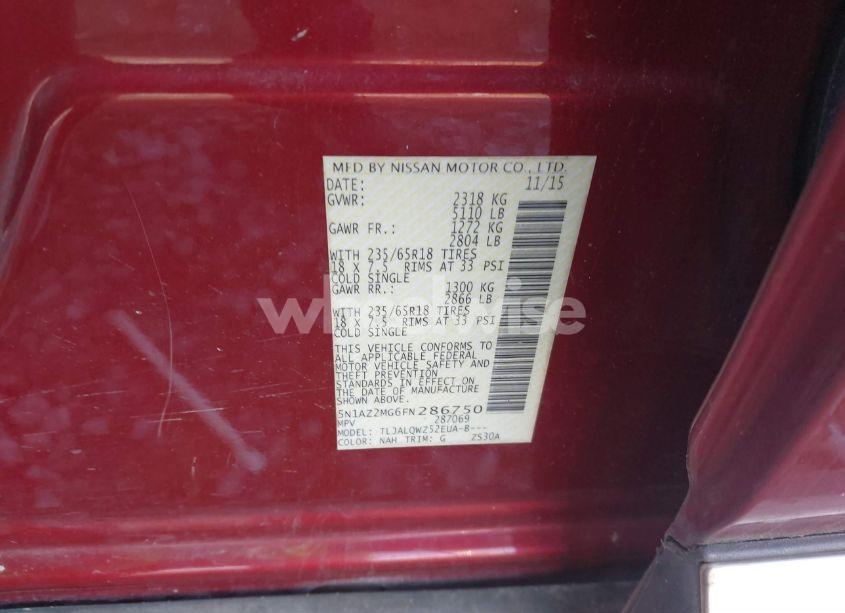 MFD BY NISSAN MOTOR CO., LTD.
DATE: 11/15
GVWR: 2318 KG
5110 LB
GAWR FR.: 1272 KG
2804 LB
WITH 235/65R18 TIRES
18 X 7.5 RIMS AT 33 PSI
COLD SINGLE
GAWR RR.: 1300 KG
2866 LB
WITH 235/65R18 TIRES
18 X 7.5 RIMS AT 33 PSI
COLD SINGLE
THIS VEHICLE CONFORMS TO
ALL APPLICABLE FEDERAL
MOTOR VEHICLE SAFETY AND
THEFT PREVENTION
STANDARDS IN EFFECT ON
THE DATE OF MANUFACTURE
SHOWN ABOVE.
5N1AZ2MG6FN286750
MPV 287069
MODEL: TLJALQWZ52EUA-B---
COLOR: NAH TRIM: G ZS30A